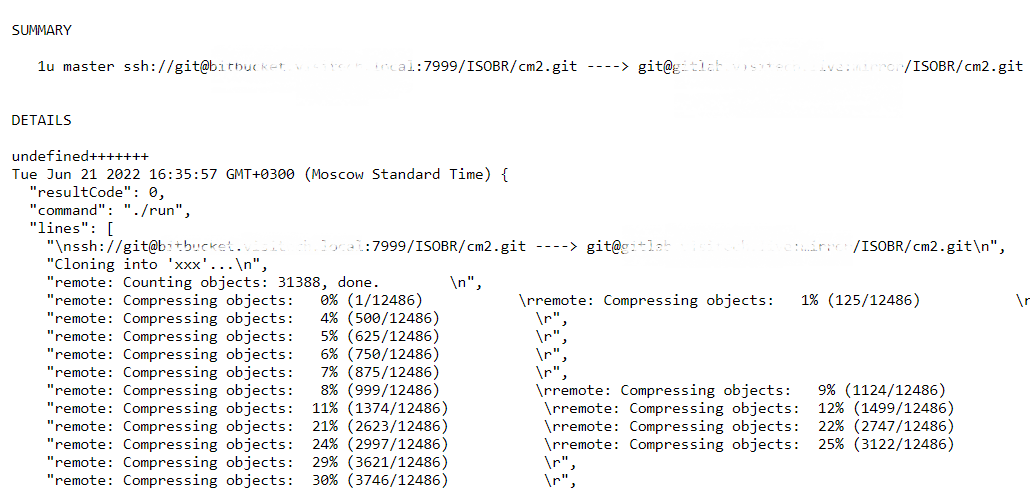 SUMMARY
1u master ssh://git@bitbucket. local:7999/ISOBR/cm2.git ----> git@gitlab /ISOBR/cm2.git
DETAILS
undefined+++++++
Tue Jun 21 2022 16:35:57 GMT+0300 (Moscow Standard Time) {
"resultCode": 0,
"command": "./run",
"lines": [
"\nssh://git@bitbucket. local:7999/ISOBR/cm2.git ----> git@gitlab /ISOBR/cm2.git\n",
"Cloning into 'xxx'...\n",
"remote: Counting objects: 31388, done. \n",
"remote: Compressing objects: 0% (1/12486) \rremote: Compressing objects: 1% (125/12486) \r
"remote: Compressing objects: 4% (500/12486) \r",
"remote: Compressing objects: 5% (625/12486) \r",
"remote: Compressing objects: 6% (750/12486) \r",
"remote: Compressing objects: 7% (875/12486) \r",
"remote: Compressing objects: 8% (999/12486) \rremote: Compressing objects: 9% (1124/12486)
"remote: Compressing objects: 11% (1374/12486) \rremote: Compressing objects: 12% (1499/12486)
"remote: Compressing objects: 21% (2623/12486) \rremote: Compressing objects: 22% (2747/12486)
"remote: Compressing objects: 24% (2997/12486) \rremote: Compressing objects: 25% (3122/12486)
"remote: Compressing objects: 29% (3621/12486) \r",
"remote: Compressing objects: 30% (3746/12486) \r",